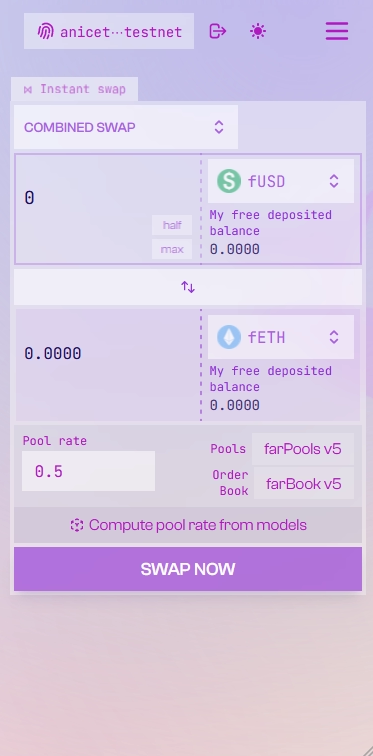 anicet···testnet
⋈ Instant swap
COMBINED SWAP
0
fUSD
My free deposited
balance
0.0000
half
max
0.0000
fETH
My free deposited
balance
0.0000
Pool rate
0.5
Pools farPools v5
Order
Book
farBook v5
Compute pool rate from models
SWAP NOW